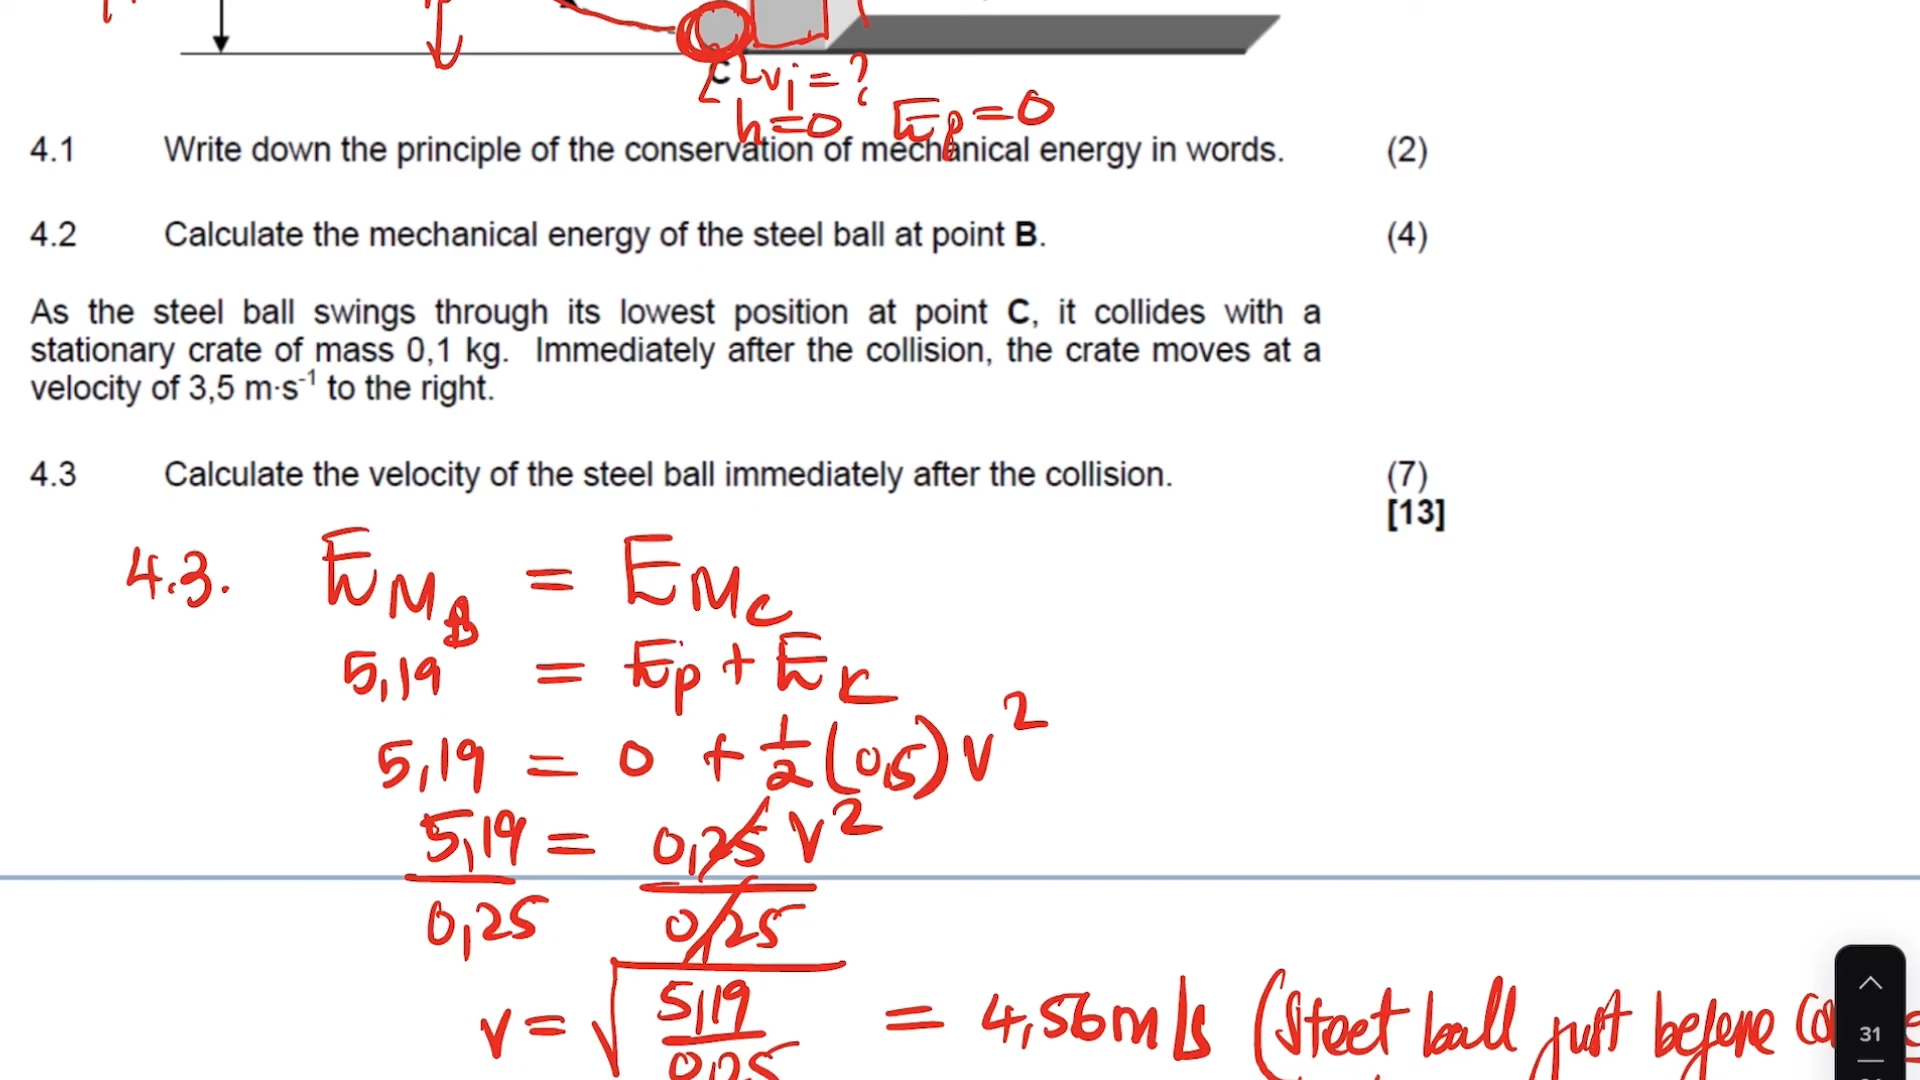 C Vi = ?
h=0 Ep=0
4.1 Write down the principle of the conservation of mechanical energy in words. (2)
4.2 Calculate the mechanical energy of the steel ball at point B. (4)
As the steel ball swings through its lowest position at point C, it collides with a
stationary crate of mass 0,1 kg. Immediately after the collision, the crate moves at a
velocity of 3,5 m·s⁻¹ to the right.
4.3 Calculate the velocity of the steel ball immediately after the collision. (7)
[13]
4.3. EMB = EMC
5,19 = Ep + Ek
5,19 = 0 + 1/2 (0,5) v²
5,19 = 0,25 v²
0,25 0,25
v = √5,19/0,25 = 4,56 m/s (Steel ball just before
31